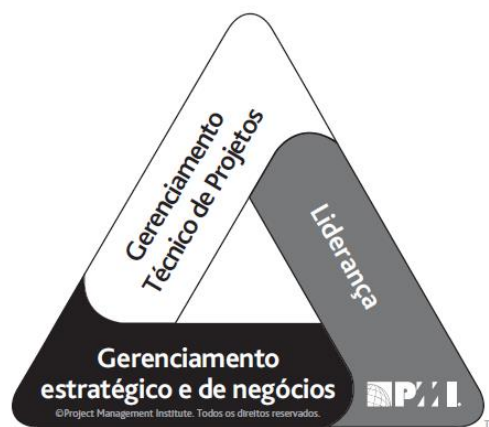 Gerenciamento
Técnico de Projetos
Liderança
Gerenciamento
estratégico e de negócios
©Project Management Institute. Todos os direitos reservados.
PMI.